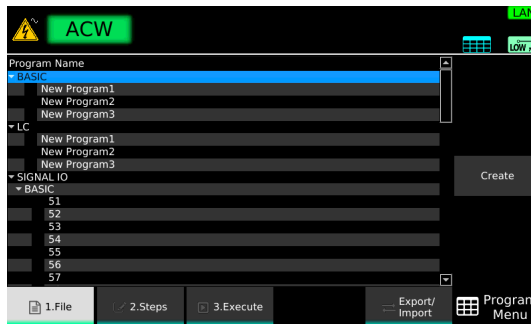 LAN
ACW
LOW
Program Name
BASIC
New Program1
New Program2
New Program3
LC
New Program1
New Program2
New Program3
SIGNAL IO
BASIC
51
52
53
54
55
56
57
Create
1.File
2.Steps
3.Execute
Export/
Import
Program
Menu